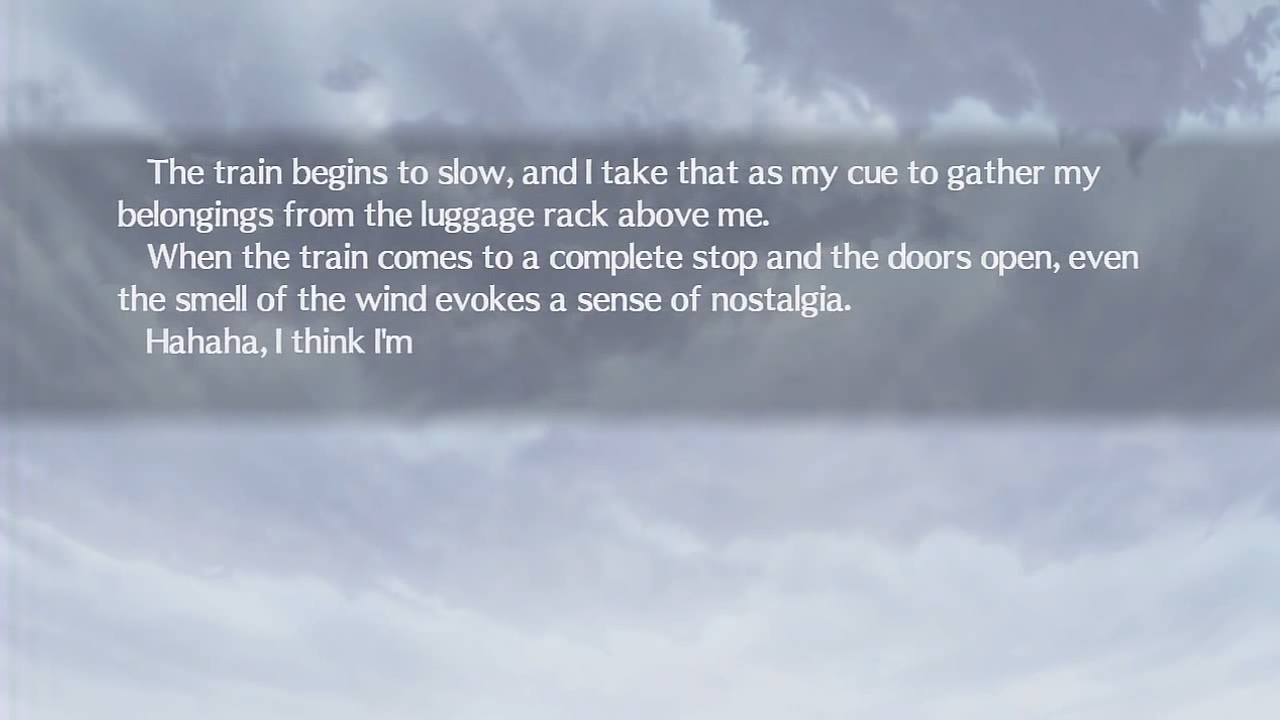 The train begins to slow, and I take that as my cue to gather my
belongings from the luggage rack above me.
When the train comes to a complete stop and the doors open, even
the smell of the wind evokes a sense of nostalgia.
Hahaha, I think I'm